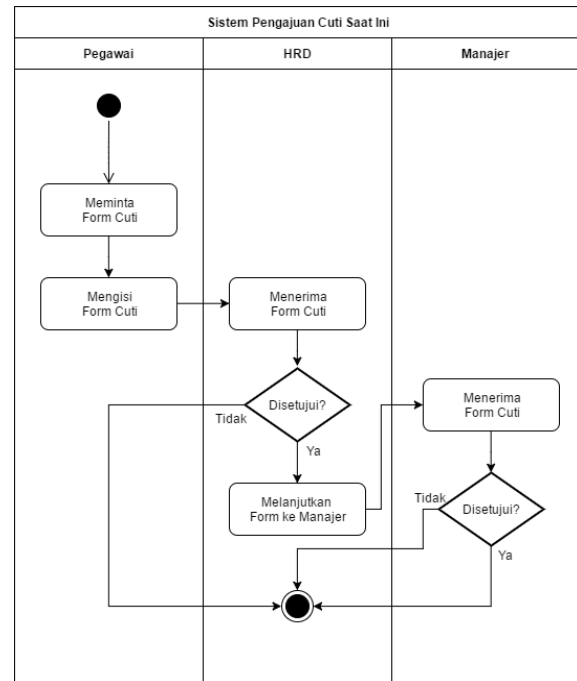 Sistem Pengajuan Cuti Saat Ini
Pegawai
HRD
Manajer
Meminta
Form Cuti
Mengisi
Form Cuti
Menerima
Form Cuti
Disetujui?
Tidak
Ya
Melanjutkan
Form ke Manajer
Menerima
Form Cuti
Disetujui?
Tidak
Ya